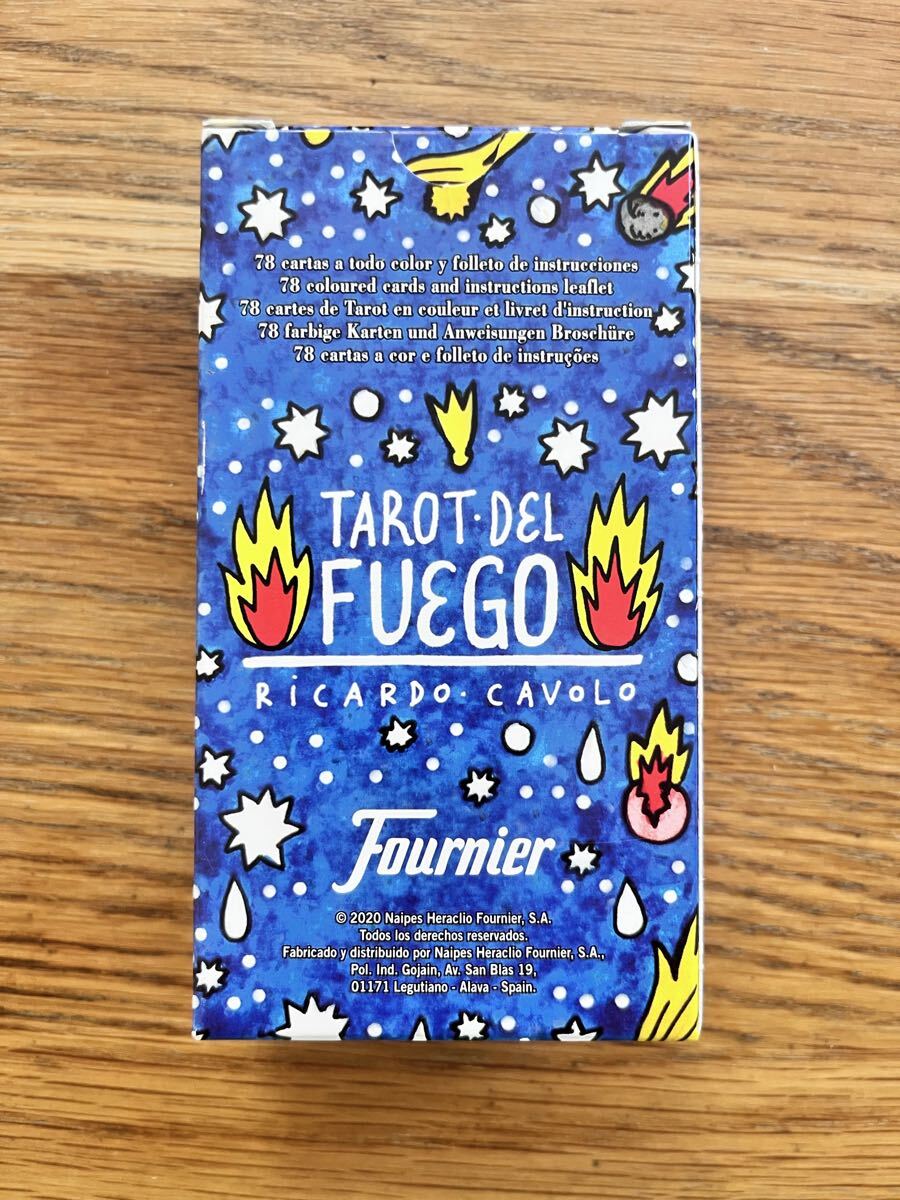 78 cartas a todo color y folleto de instrucciones
78 coloured cards and instructions leaflet
78 cartes de Tarot en couleur et livret d'instruction
78 farbige Karten und Anweisungen Broschüre
78 cartas a cor e folleto de instruções
TAROT·DEL
FUEGO
RiCARDO·CAVOLO
Fournier
© 2020 Naipes Heraclio Fournier, S.A.
Todos los derechos reservados.
Fabricado y distribuido por Naipes Heraclio Fournier, S.A.,
Pol. Ind. Gojain, Av. San Blas 19,
01171 Legutiano - Alava - Spain.